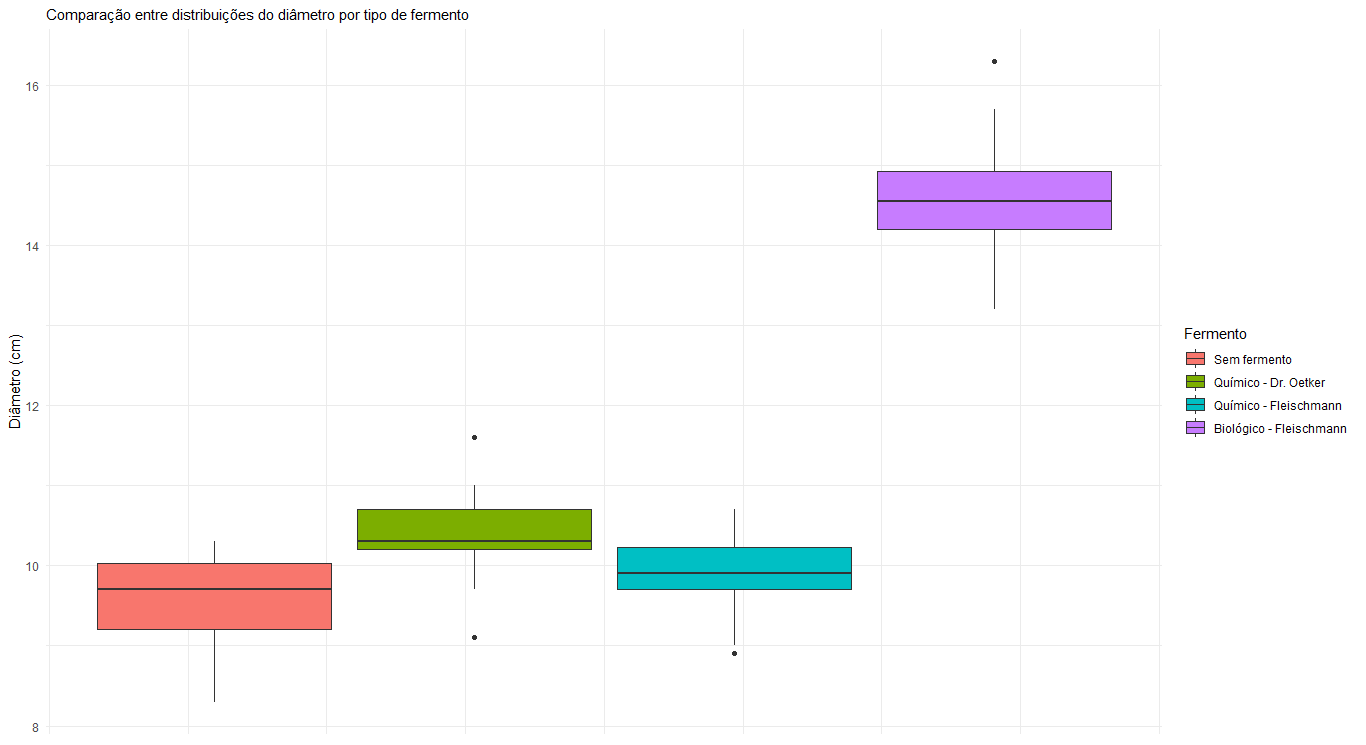 Comparação entre distribuições do diâmetro por tipo de fermento
16
14
12
10
8
Diâmetro (cm)
Fermento
Sem fermento
Químico - Dr. Oetker
Químico - Fleischmann
Biológico - Fleischmann